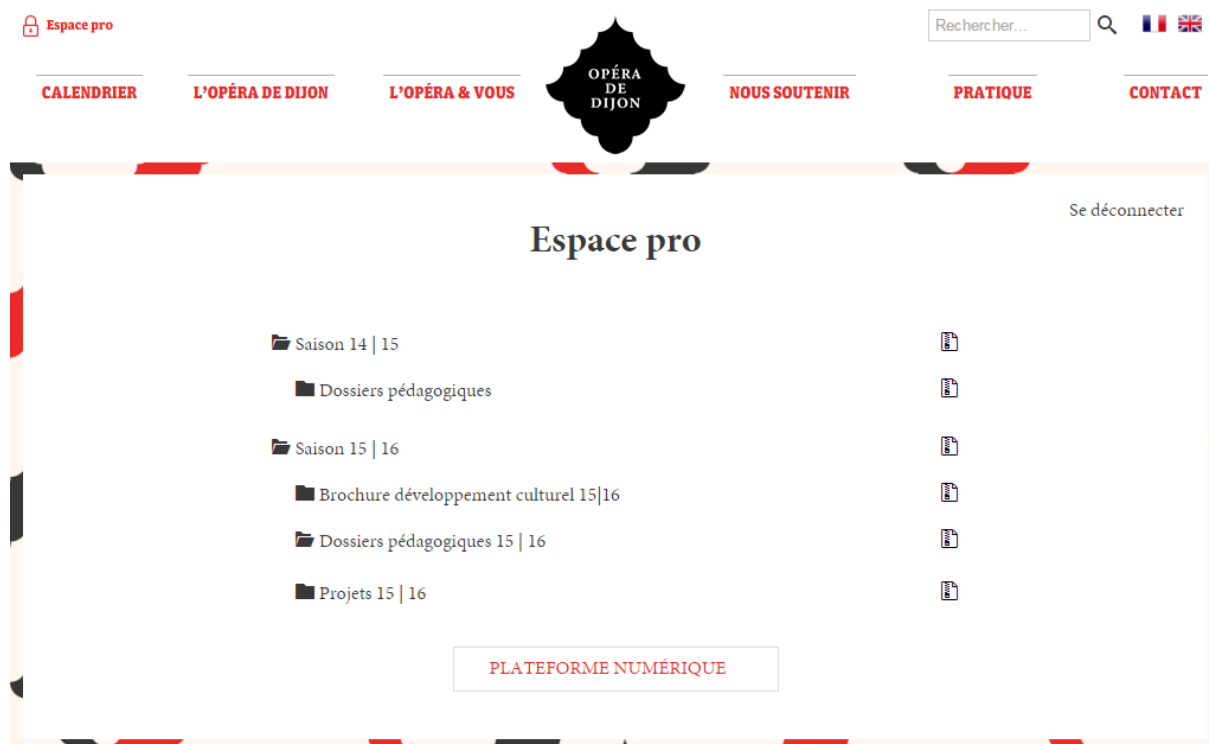 Espace pro
Rechercher...
CALENDRIER
L'OPÉRA DE DIJON
L'OPÉRA & VOUS
OPÉRA
DE
DIJON
NOUS SOUTENIR
PRATIQUE
CONTACT
Se déconnecter
Espace pro
Saison 14 | 15
Dossiers pédagogiques
Saison 15 | 16
Brochure développement culturel 15|16
Dossiers pédagogiques 15 | 16
Projets 15 | 16
PLATEFORME NUMÉRIQUE